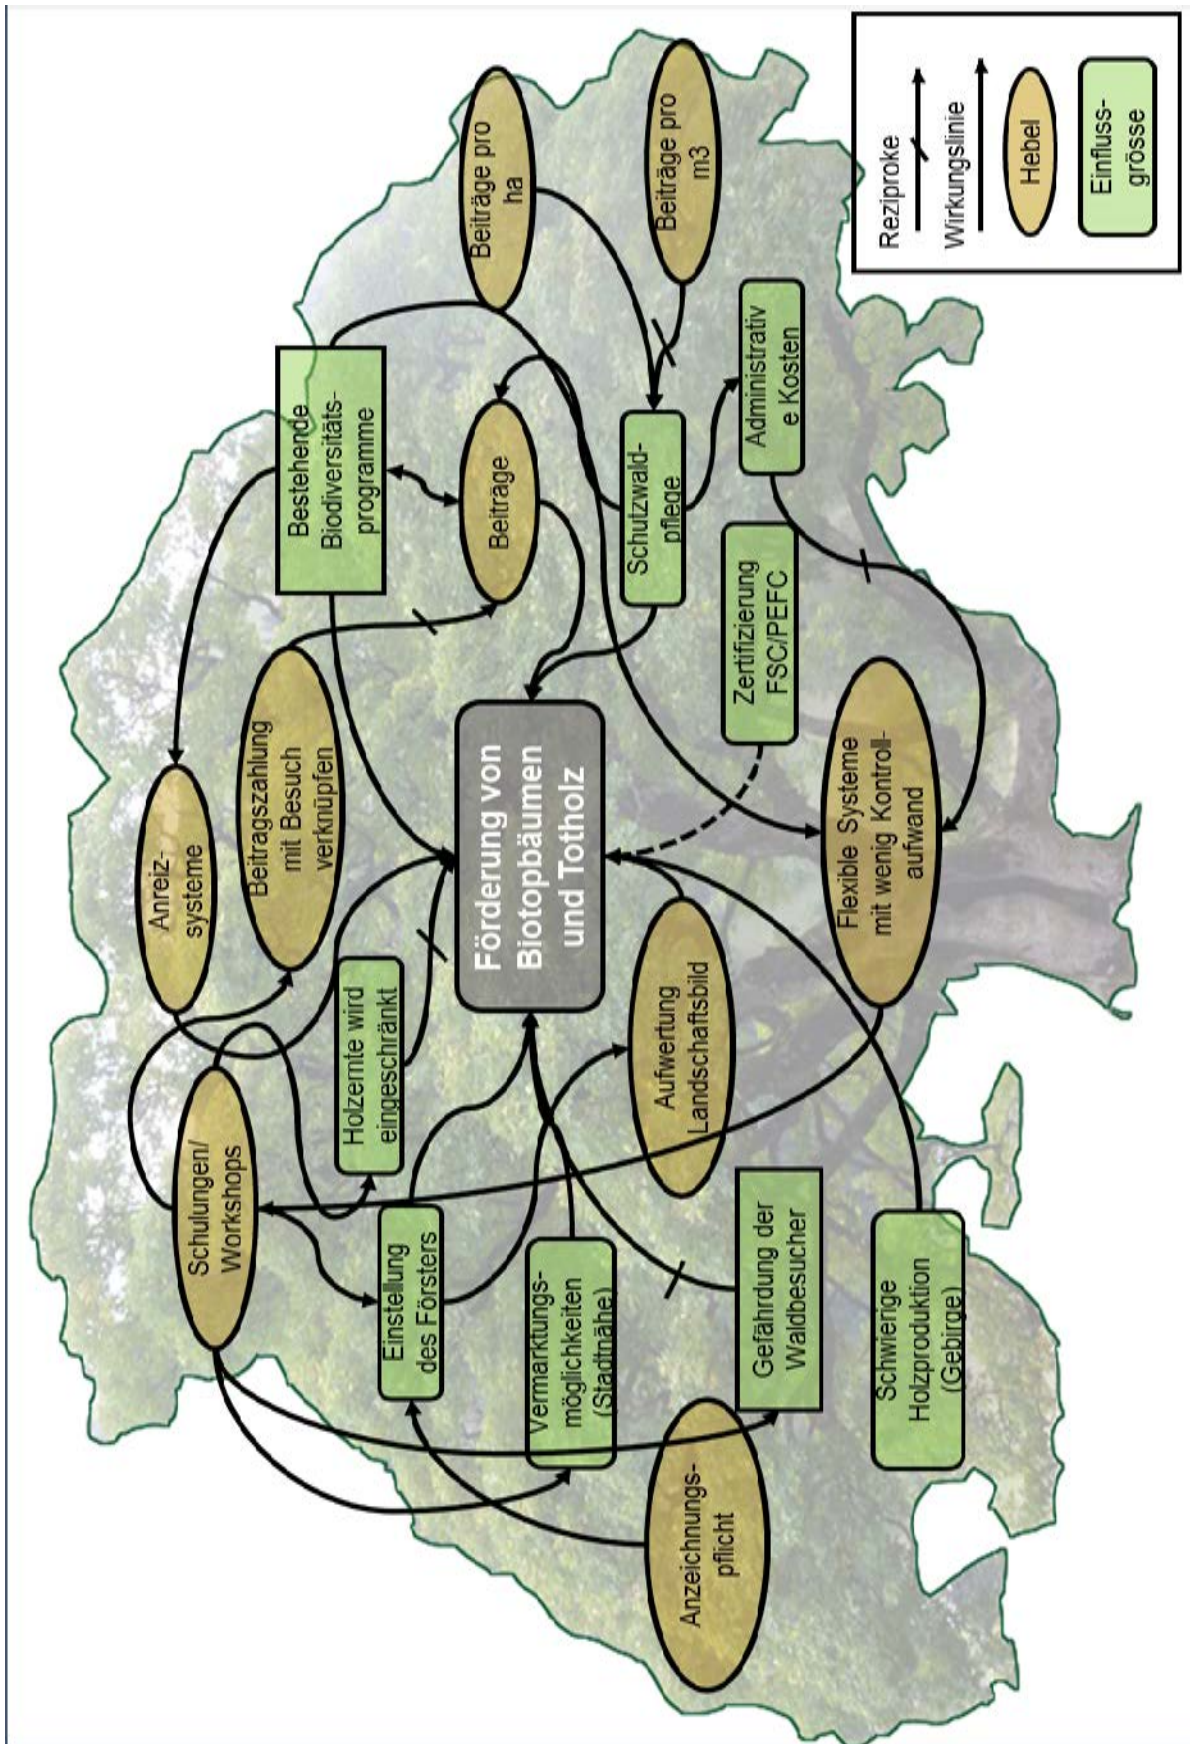 Schulungen/
Workshops
Anreiz-
systeme
Beitragszahlung
mit Besuch
verknüpfen
Bestehende
Biodiversitäts-
programme
Beiträge pro
ha
Beiträge
Holzernte wird
eingeschränkt
Einstellung
des Försters
Förderung von
Biotopbäumen
und Totholz
Schutzwald-
pflege
Beiträge pro
m3
Vermarktungs-
möglichkeiten
(Stadtnähe)
Anzeichnungs-
pflicht
Aufwertung
Landschaftsbild
Zertifizierung
FSC/PEFC
Administrativ
e Kosten
Gefährdung der
Waldbesucher
Flexible Systeme
mit wenig Kontroll-
aufwand
Schwierige
Holzproduktion
(Gebirge)
Reziproke
Wirkungslinie
Hebel
Einfluss-
grösse